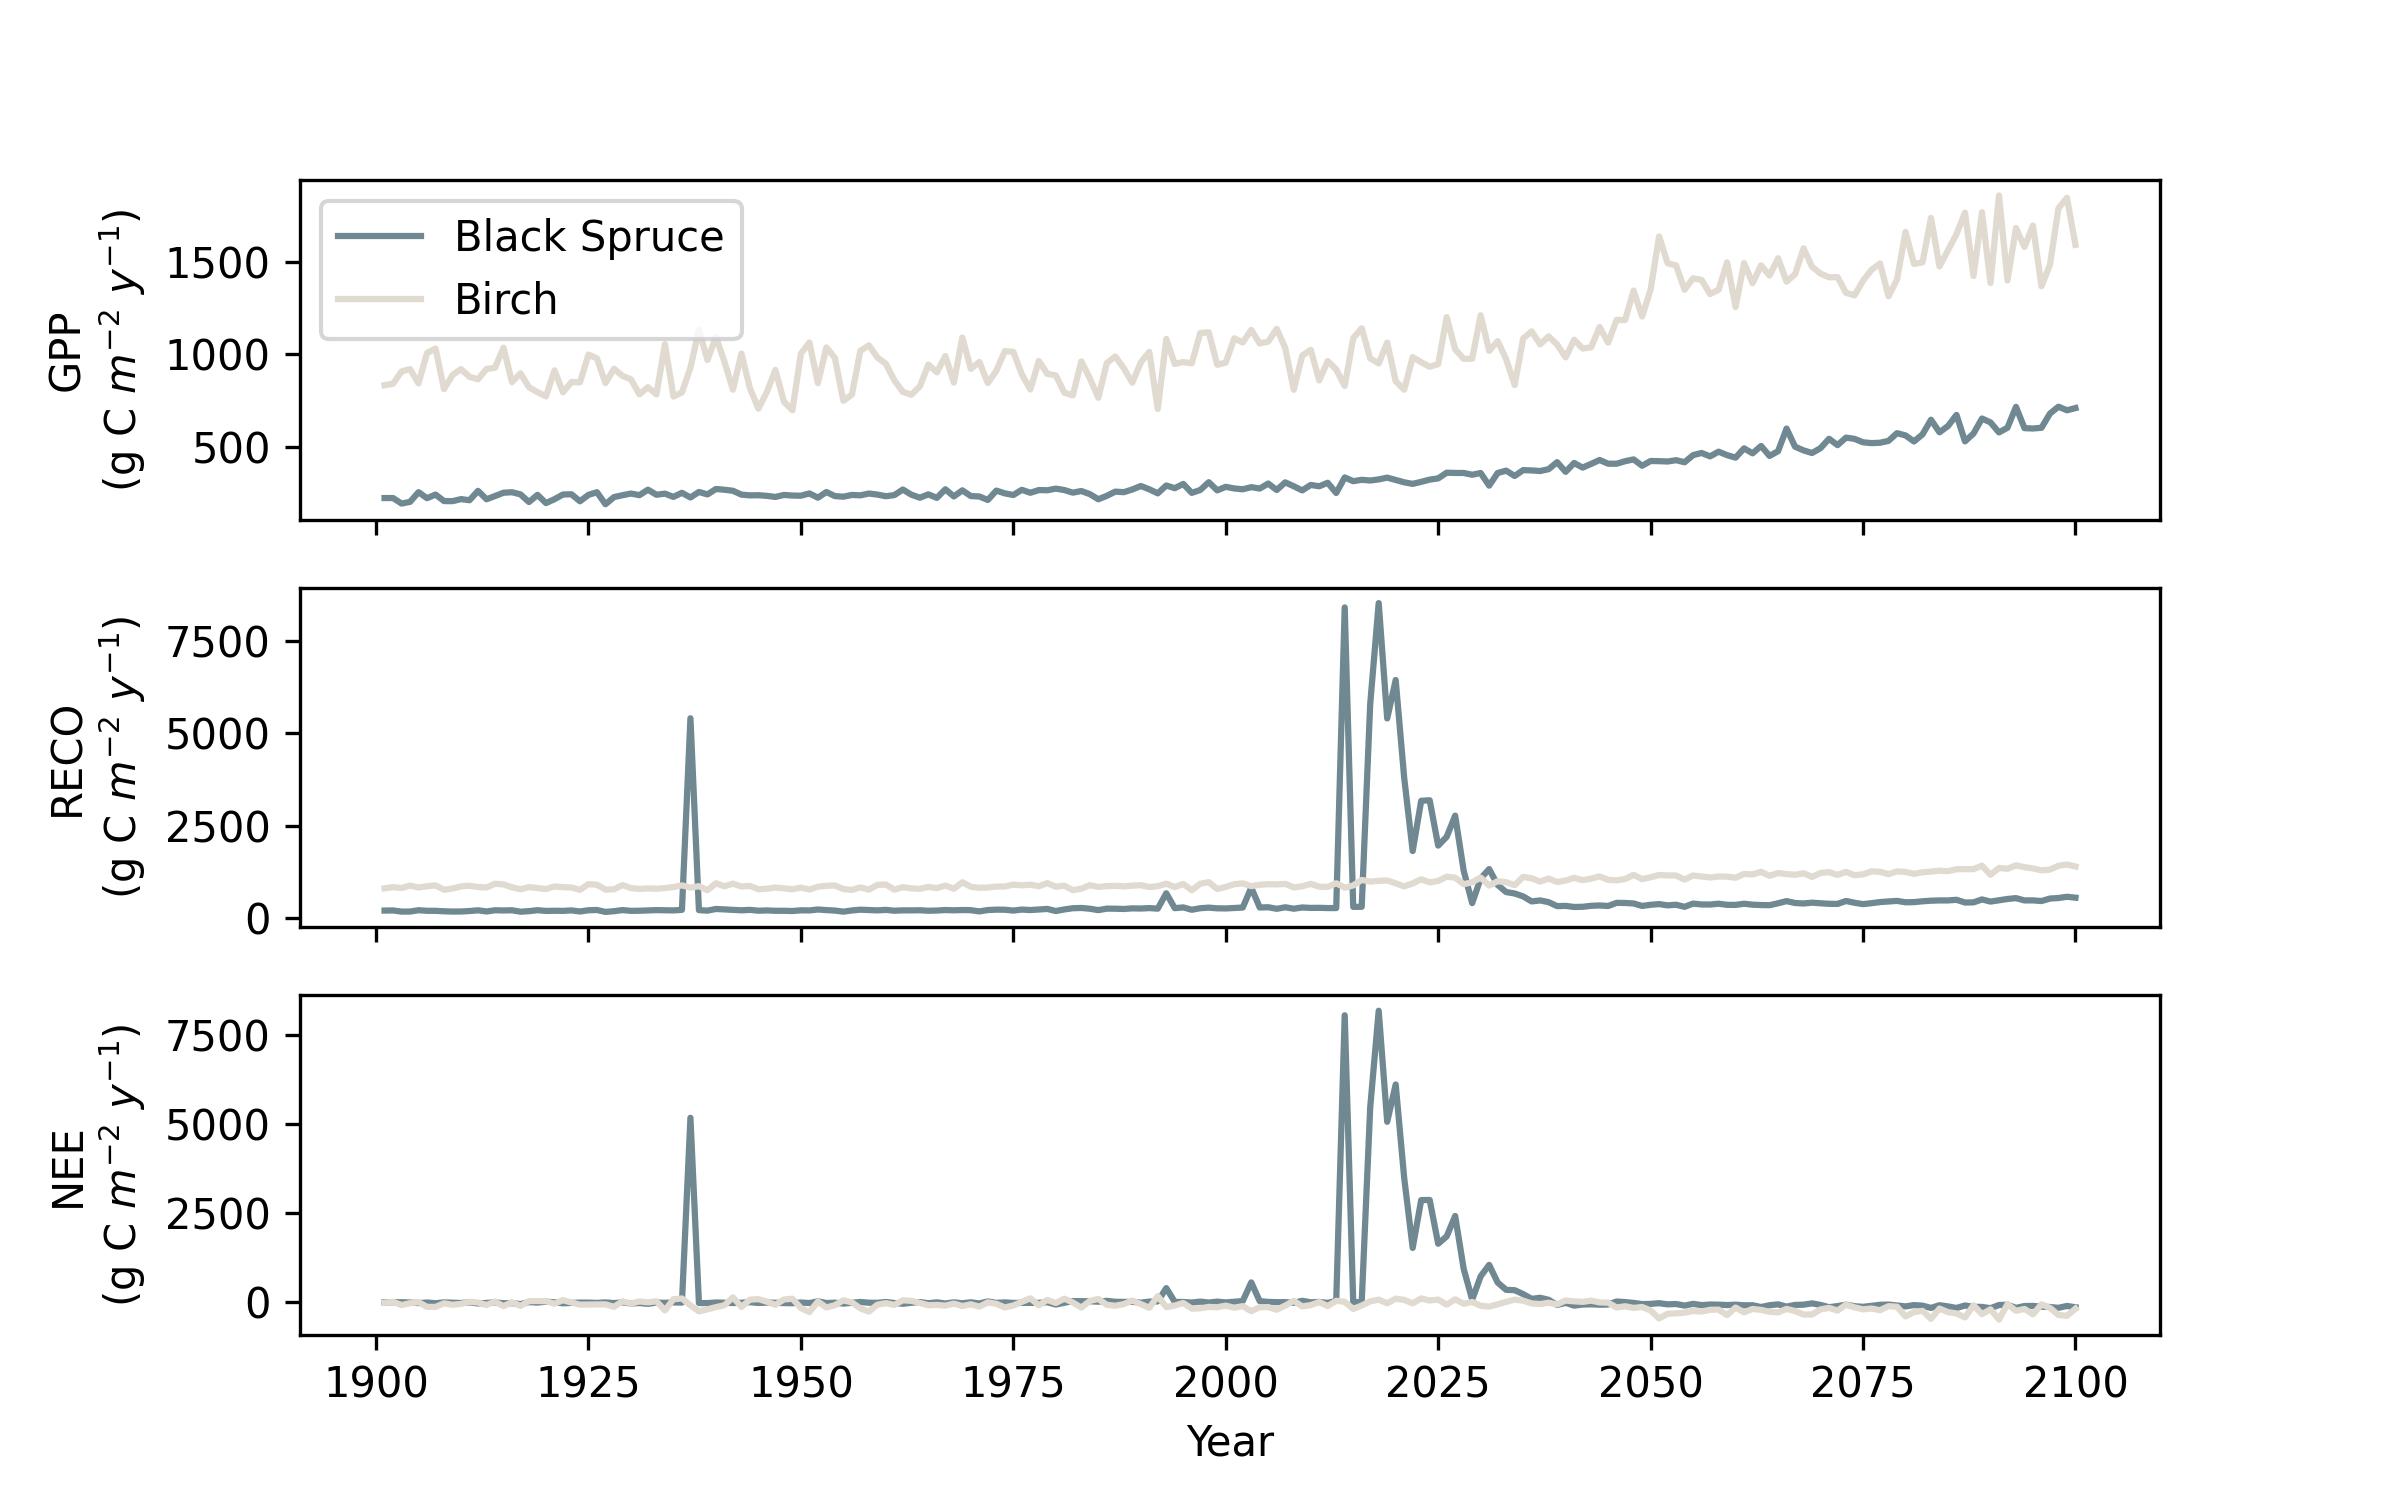 GPP
(g C m⁻² y⁻¹)
1500
1000
500
Black Spruce
Birch
RECO
(g C m⁻² y⁻¹)
7500
5000
2500
0
NEE
(g C m⁻² y⁻¹)
7500
5000
2500
0
1900 1925 1950 1975 2000 2025 2050 2075 2100
Year